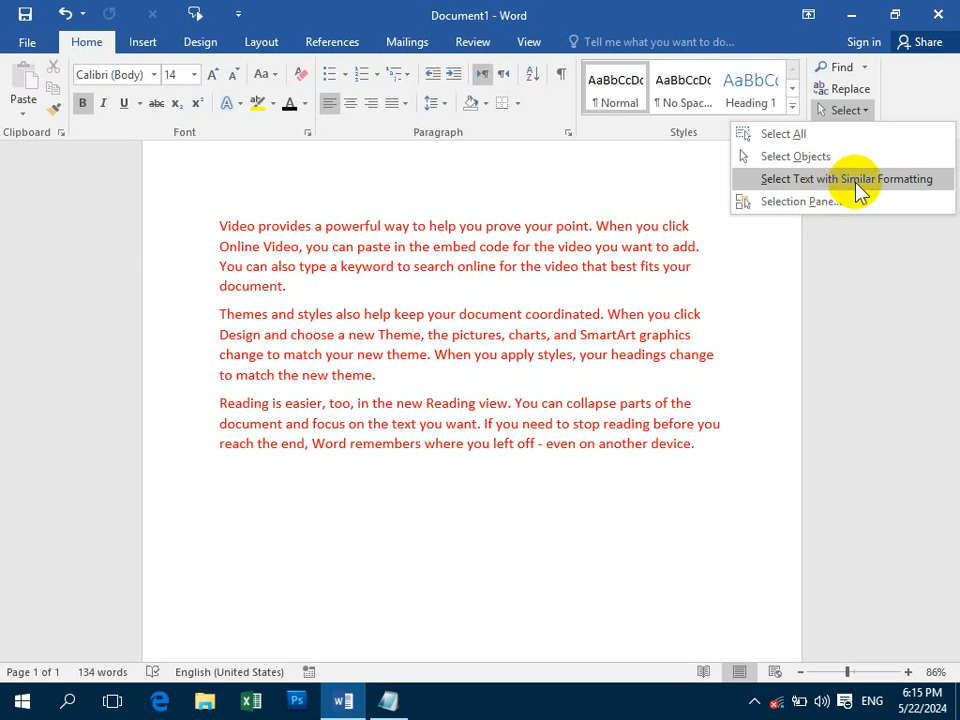 Document1 - Word
File Home Insert Design Layout References Mailings Review View Tell me what you want to do... Sign in Share
Paste
Calibri (Body) 14 Aa
B I U abc x₂ x²
A A
AaBbCcDc AaBbCcDc AaBbCc
¶ Normal ¶ No Spac... Heading 1
Find
Replace
Select
Clipboard Font Paragraph Styles
Select All
Select Objects
Select Text with Similar Formatting
Selection Pane...
Video provides a powerful way to help you prove your point. When you click
Online Video, you can paste in the embed code for the video you want to add.
You can also type a keyword to search online for the video that best fits your
document.
Themes and styles also help keep your document coordinated. When you click
Design and choose a new Theme, the pictures, charts, and SmartArt graphics
change to match your new theme. When you apply styles, your headings change
to match the new theme.
Reading is easier, too, in the new Reading view. You can collapse parts of the
document and focus on the text you want. If you need to stop reading before you
reach the end, Word remembers where you left off - even on another device.
Page 1 of 1 134 words English (United States) 86%
Ps
ENG
6:15 PM
5/22/2024